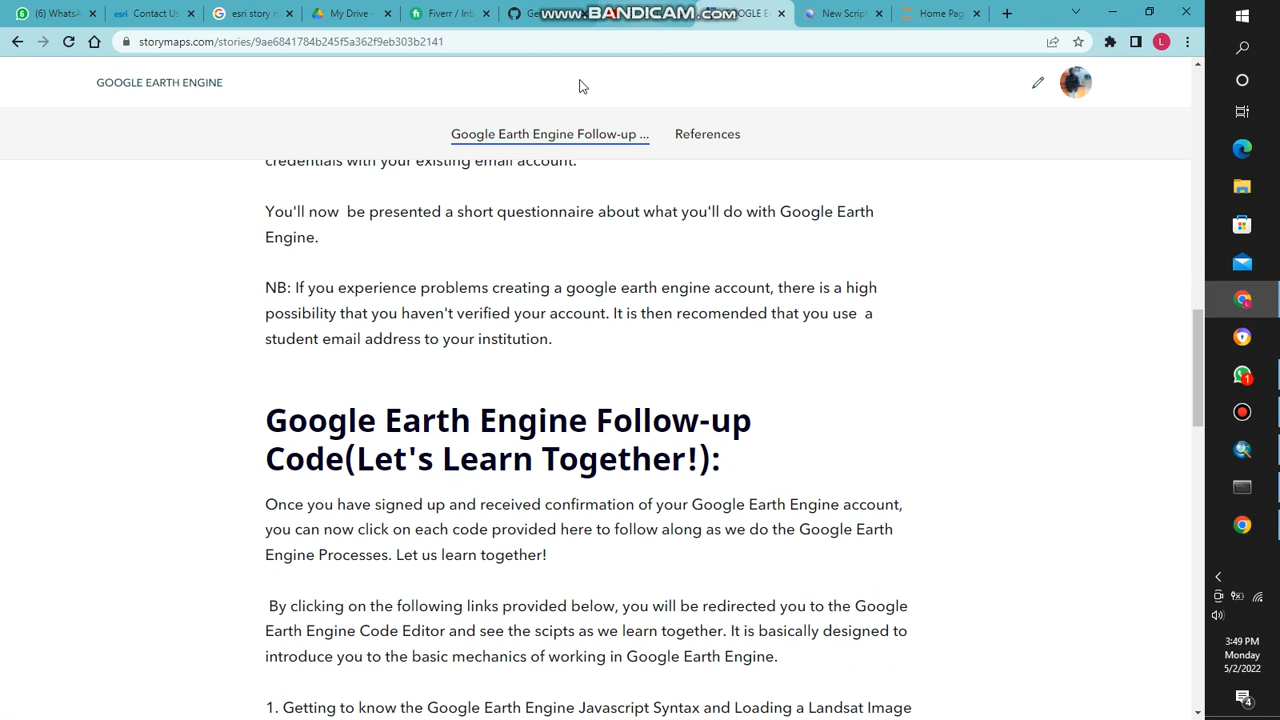 (6) WhatsA
esri Contact Us
esri story m
My Drive -
Fiverr / Inb
Ge
www.BANDICAM.com
OOGLE E
New Script
Home Page
storymaps.com/stories/9ae6841784b245f5a362f9eb303b2141
L
GOOGLE EARTH ENGINE
Google Earth Engine Follow-up ...
References
credentials with your existing email account.
You'll now be presented a short questionnaire about what you'll do with Google Earth
Engine.
NB: If you experience problems creating a google earth engine account, there is a high
possibility that you haven't verified your account. It is then recomended that you use a
student email address to your institution.
Google Earth Engine Follow-up
Code(Let's Learn Together!):
Once you have signed up and received confirmation of your Google Earth Engine account,
you can now click on each code provided here to follow along as we do the Google Earth
Engine Processes. Let us learn together!
By clicking on the following links provided below, you will be redirected you to the Google
Earth Engine Code Editor and see the scipts as we learn together. It is basically designed to
introduce you to the basic mechanics of working in Google Earth Engine.
1. Getting to know the Google Earth Engine Javascript Syntax and Loading a Landsat Image
3:49 PM
Monday
5/2/2022
4